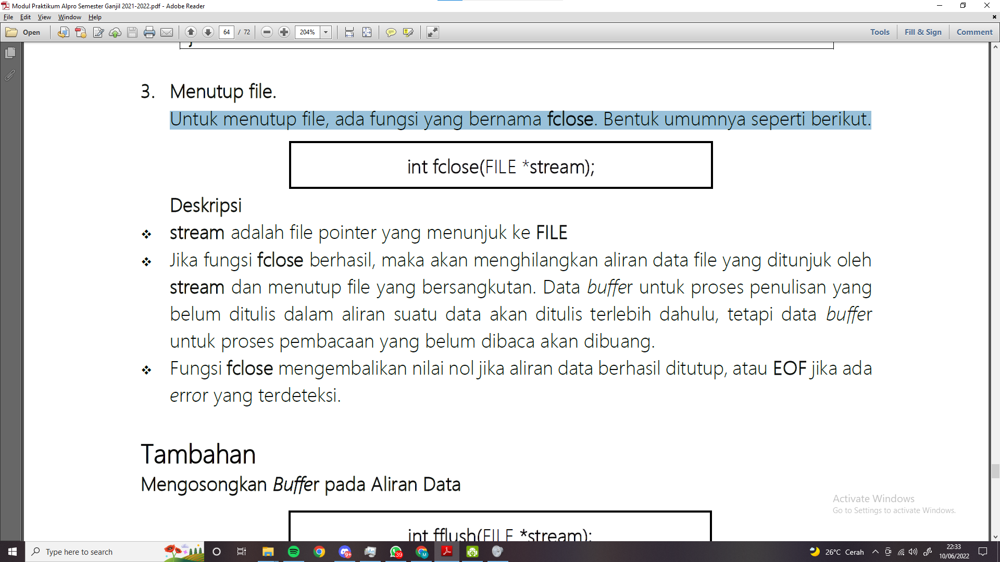 Modul Praktikum Alpro Semester Ganjil 2021-2022.pdf - Adobe Reader
File Edit View Window Help
Open 64 / 72 204% Tools Fill & Sign Comment
3. Menutup file.
Untuk menutup file, ada fungsi yang bernama fclose. Bentuk umumnya seperti berikut.
int fclose(FILE *stream);
Deskripsi
❖ stream adalah file pointer yang menunjuk ke FILE
❖ Jika fungsi fclose berhasil, maka akan menghilangkan aliran data file yang ditunjuk oleh
stream dan menutup file yang bersangkutan. Data buffer untuk proses penulisan yang
belum ditulis dalam aliran suatu data akan ditulis terlebih dahulu, tetapi data buffer
untuk proses pembacaan yang belum dibaca akan dibuang.
❖ Fungsi fclose mengembalikan nilai nol jika aliran data berhasil ditutup, atau EOF jika ada
error yang terdeteksi.
Tambahan
Mengosongkan Buffer pada Aliran Data
int fflush(FILE *stream);
Activate Windows
Go to Settings to activate Windows.
Type here to search
9+
39
M
26°C Cerah
22:33
10/06/2022